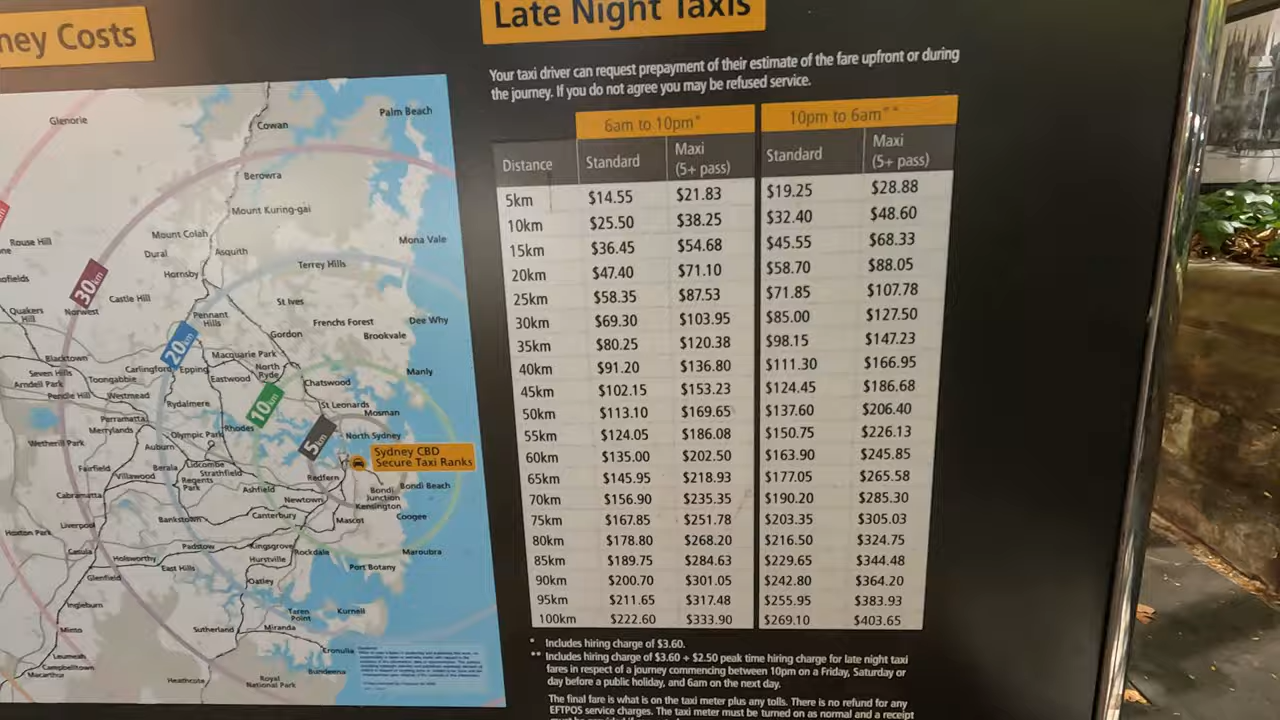 ney Costs
Late Night Taxis
Your taxi driver can request prepayment of their estimate of the fare upfront or during
the journey. If you do not agree you may be refused service.
6am to 10pm* 10pm to 6am**
Distance Standard Maxi (5+ pass) Standard Maxi (5+ pass)
5km $14.55 $21.83 $19.25 $28.88
10km $25.50 $38.25 $32.40 $48.60
15km $36.45 $54.68 $45.55 $68.33
20km $47.40 $71.10 $58.70 $88.05
25km $58.35 $87.53 $71.85 $107.78
30km $69.30 $103.95 $85.00 $127.50
35km $80.25 $120.38 $98.15 $147.23
40km $91.20 $136.80 $111.30 $166.95
45km $102.15 $153.23 $124.45 $186.68
50km $113.10 $169.65 $137.60 $206.40
55km $124.05 $186.08 $150.75 $226.13
60km $135.00 $202.50 $163.90 $245.85
65km $145.95 $218.93 $177.05 $265.58
70km $156.90 $235.35 $190.20 $285.30
75km $167.85 $251.78 $203.35 $305.03
80km $178.80 $268.20 $216.50 $324.75
85km $189.75 $284.63 $229.65 $344.48
90km $200.70 $301.05 $242.80 $364.20
95km $211.65 $317.48 $255.95 $383.93
100km $222.60 $333.90 $269.10 $403.65
* Includes hiring charge of $3.60.
** Includes hiring charge of $3.60 + $2.50 peak time hiring charge for late night taxi
fares in respect of a journey commencing between 10pm on a Friday, Saturday or
day before a public holiday, and 6am on the next day.
The final fare is what is on the taxi meter plus any tolls. There is no refund for any
EFTPOS service charges. The taxi meter must be turned on as normal and a receipt
Glenorie
Cowan
Palm Beach
Berowra
Mount Kuring-gai
Mount Colah
Rouse Hill
Dural
Asquith
Mona Vale
Hornsby
Terrey Hills
30km
Norwest
Castle Hill
St Ives
Quakers
Hill
Pennant
Hills
Frenchs Forest
Dee Why
Gordon
Brookvale
20km
Blacktown
Macquarie Park
Seven Hills
Carlingford
Epping
North
Ryde
Manly
Toongabbie
Eastwood
Chatswood
Arndell Park
Pendle Hill
Westmead
Rydalmere
10km
St Leonards
Mosman
Parramatta
Merrylands
Olympic Park
Rhodes
5km
North Sydney
Wetherill Park
Auburn
Sydney CBD
Secure Taxi Ranks
Fairfield
Villawood
Berala
Lidcombe
Strathfield
Regents
Park
Redfern
Bondi
Junction
Bondi Beach
Cabramatta
Ashfield
Newtown
Kensington
Liverpool
Bankstown
Canterbury
Mascot
Coogee
Hoxton Park
Casula
Holsworthy
Padstow
Kingsgrove
Rockdale
Maroubra
Glenfield
East Hills
Hurstville
Port Botany
Oatley
Ingleburn
Taren
Point
Kurnell
Minto
Sutherland
Miranda
Leumeah
Cronulla
Campbelltown
Macarthur
Bundeena
Heathcote
Royal
National Park